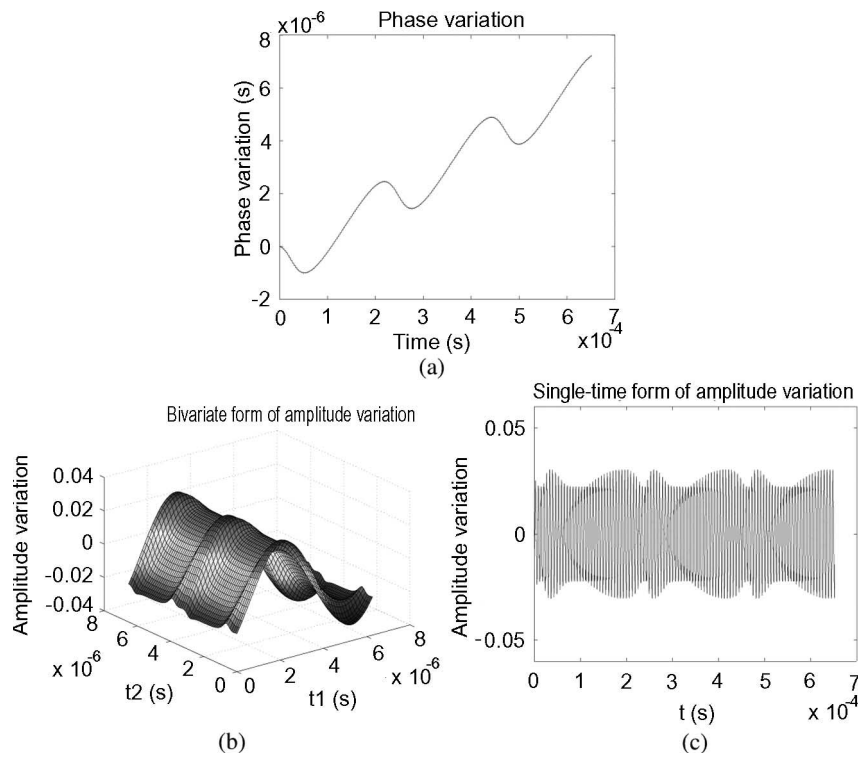 Phase variation
x10^-6
8
6
4
2
0
-2
Phase variation (s)
0 1 2 3 4 5 6 7
Time (s)
x10^-4
(a)
Bivariate form of amplitude variation
Amplitude variation
0.04
0.02
0
-0.02
-0.04
8
6
4
2
0
x 10^-6
t2 (s)
0
2
4
6
8
x 10^-6
t1 (s)
(b)
Single-time form of amplitude variation
Amplitude variation
0.05
0
-0.05
0 1 2 3 4 5 6 7
t (s)
x 10^-4
(c)